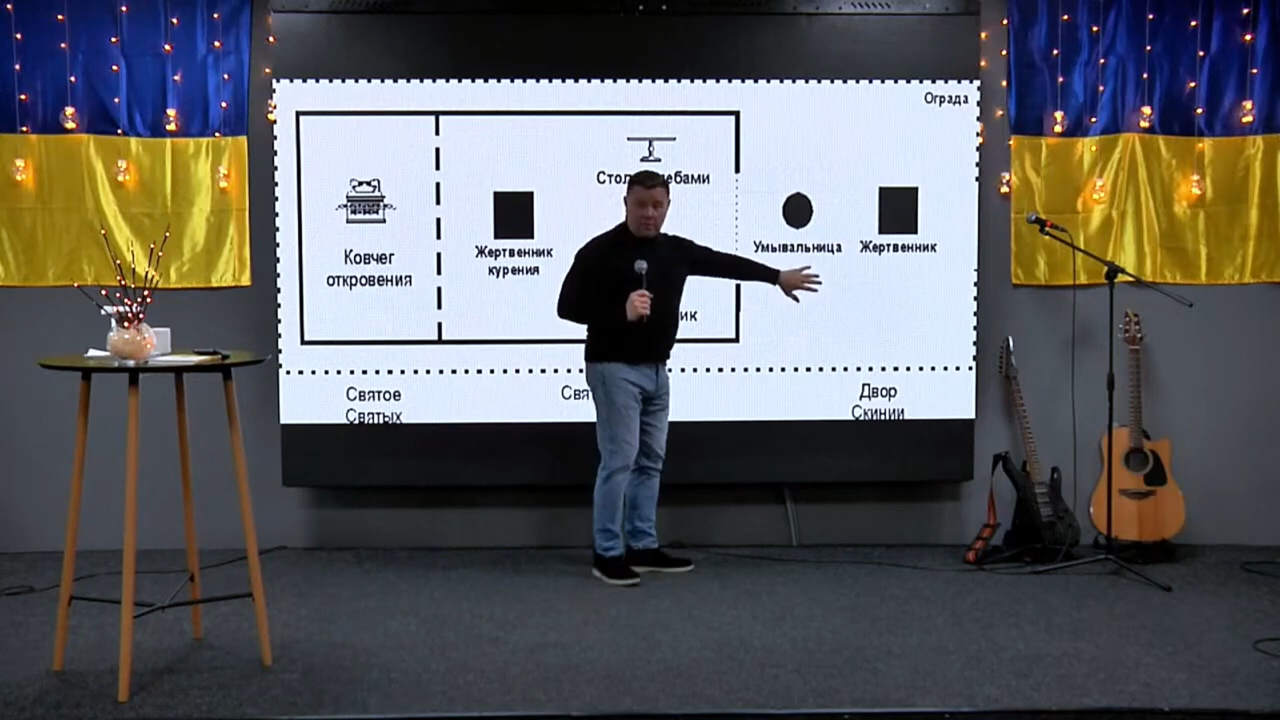 Ограда
Ковчег
откровения
Жертвенник
курения
Умывальница
Жертвенник
Святое
Святых
Двор
Скинии